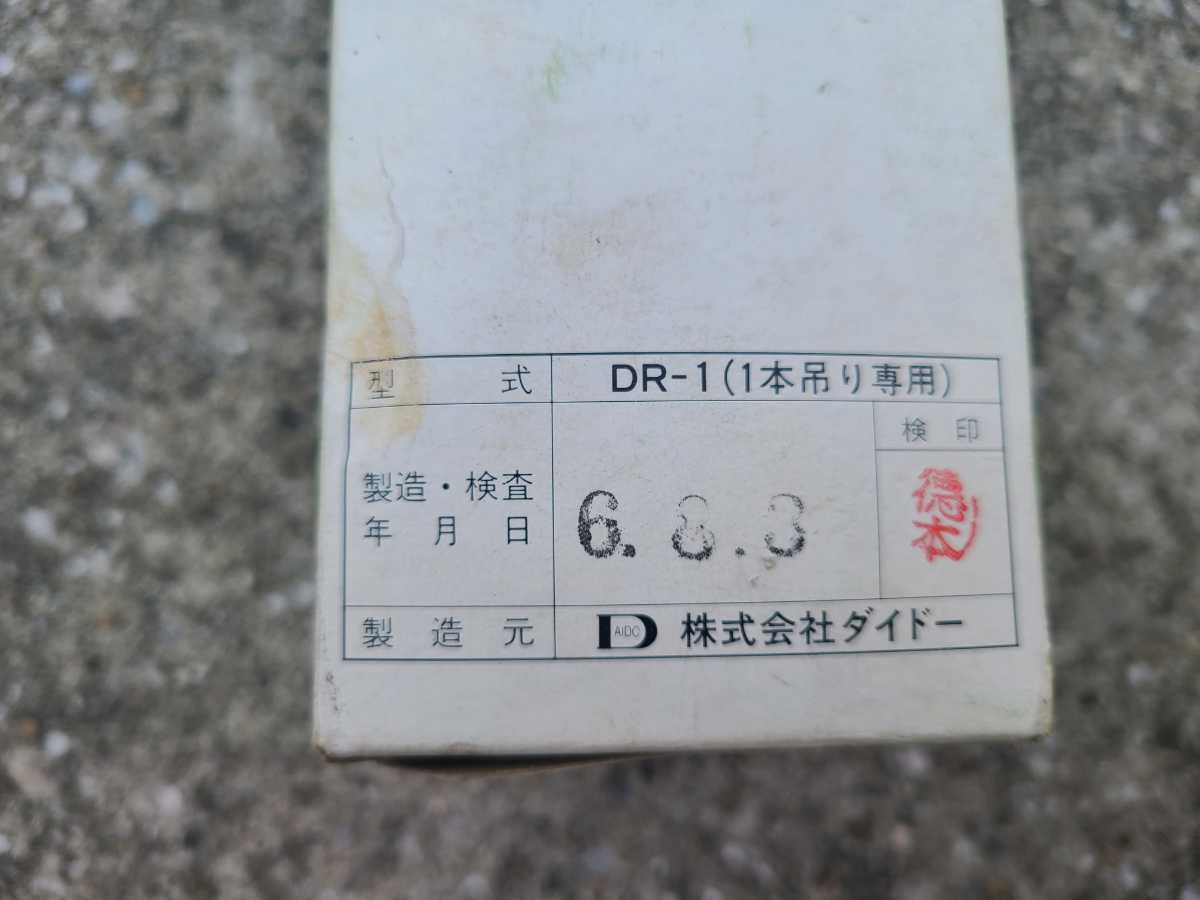 型式 DR-1(1本吊り専用)
検印
製造・検査
年月日 6.8.3
徳本
製造元 DAIDO 株式会社ダイドー